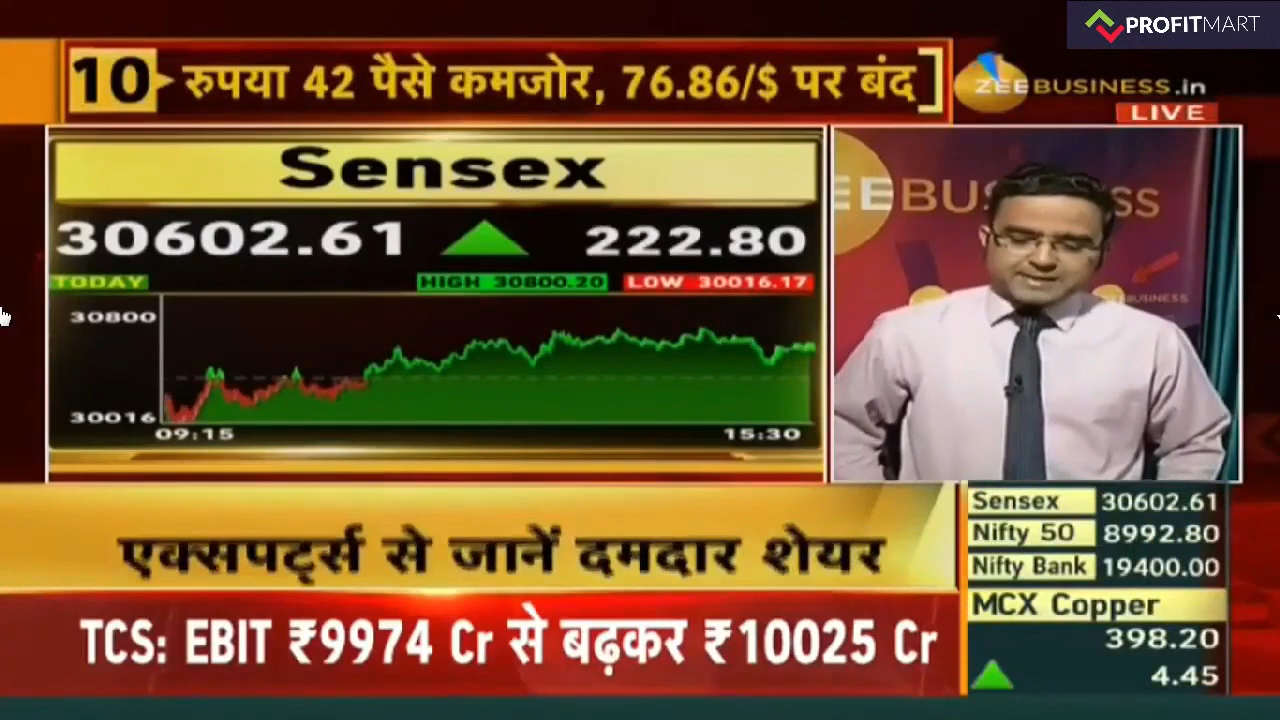 PROFITMART
10 रुपया 42 पैसे कमजोर, 76.86/$ पर बंद
ZEEBUSINESS.in
LIVE
Sensex
30602.61 222.80
TODAY HIGH 30800.20 LOW 30016.17
30800
30016
09:15 15:30
EEBUSINESS
BUSINESS
एक्सपर्ट्स से जानें दमदार शेयर
TCS: EBIT ₹9974 Cr से बढ़कर ₹10025 Cr
Sensex 30602.61
Nifty 50 8992.80
Nifty Bank 19400.00
MCX Copper
398.20
4.45